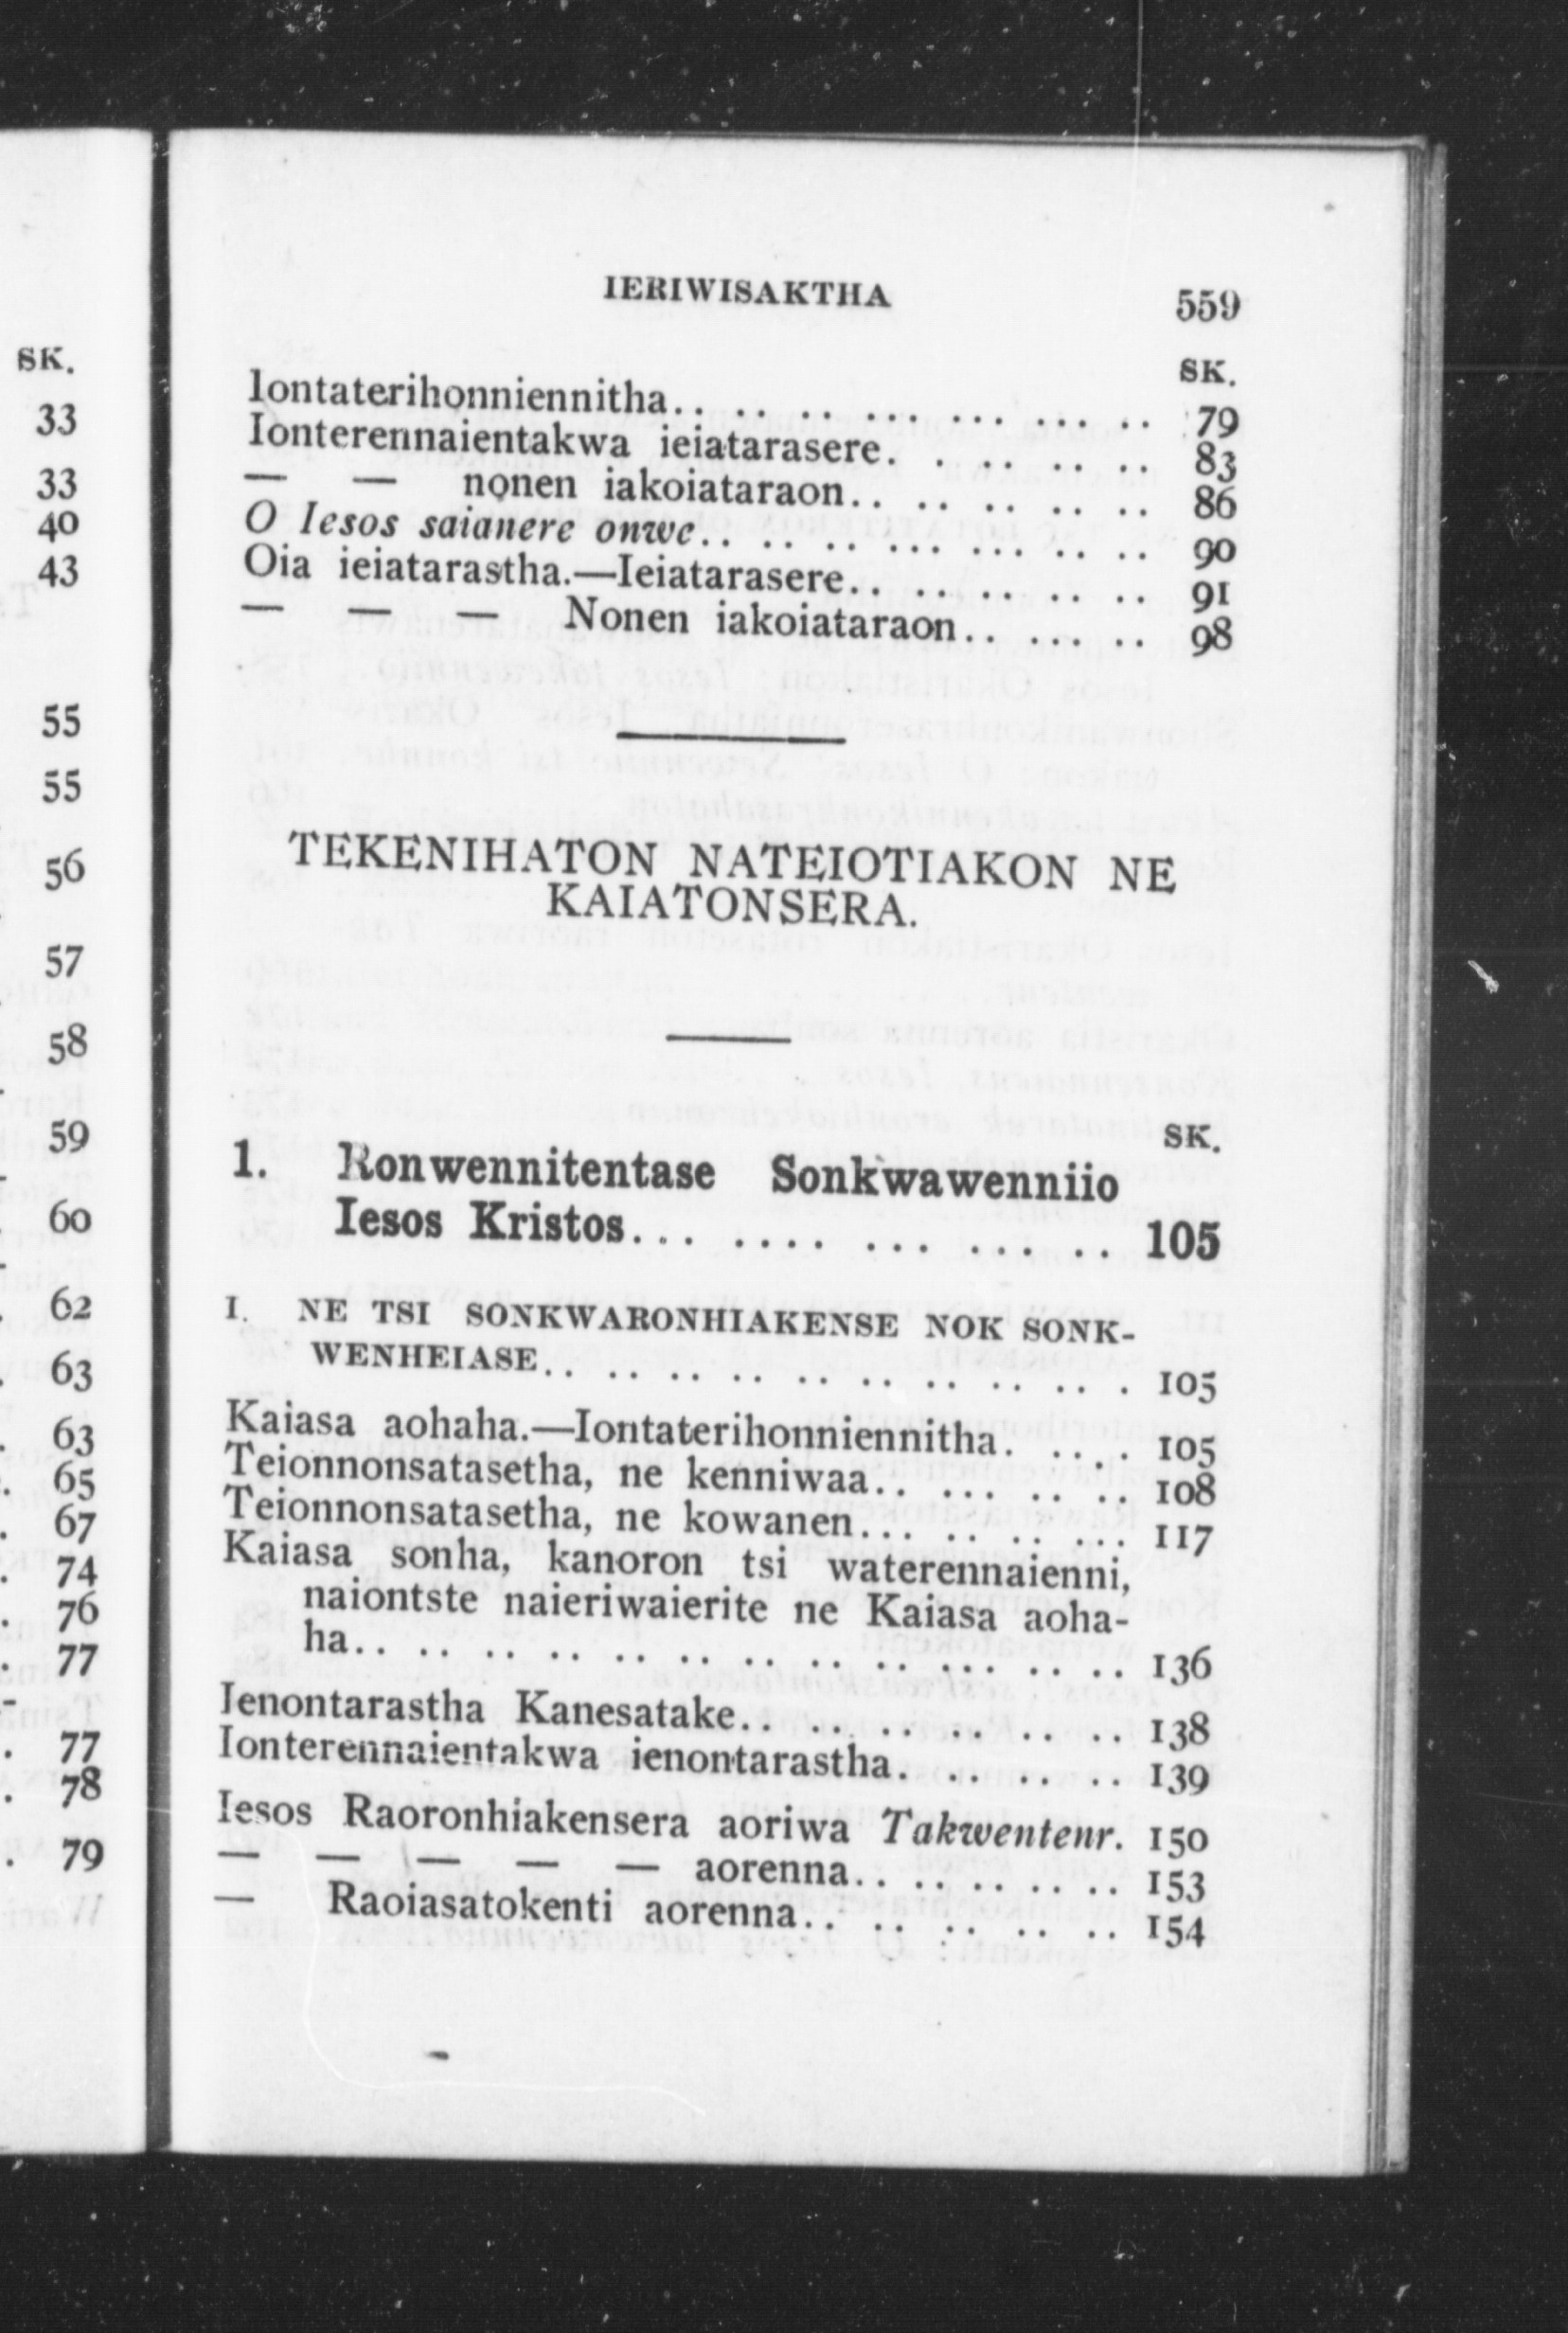 SK.
33
33
40
43
55
55
56
57
58
59
60
62
63
63
65
67
74
76
77
77
78
79
IERIWISAKTHA 559
SK.
Iontaterihonniennitha.. .. .. ... ... ... .. 79
Ionterennaientakwa ieiatarasere. . .. .. .. 83
— — nonen iakoiataraon.. .. .. .. .. 86
O Iesos saianere onwe.. .. .. ... ... .. .. 90
Oia ieiatarastha.—Ieiatarasere.. .. .. .. .. 91
— — — Nonen iakoiataraon.. ... .. 98
TEKENIHATON NATEIOTIAKON NE
KAIATONSERA.
SK.
1. Ronwennitentase Sonkwawenniio
Iesos Kristos... .... ... ... .. 105
I. NE TSI SONKWARONHIAKENSE NOK SONK-
WENHEIASE.. .. .. .. .. .. .. .. .. . 105
Kaiasa aohaha.—Iontaterihonniennitha. .. .. 105
Teionnonsatasetha, ne kenniwaa.. ... .. .. 108
Teionnonsatasetha, ne kowanen... .. .. ... 117
Kaiasa sonha, kanoron tsi waterennaienni,
naiontste naieriwaierite ne Kaiasa aoha-
ha.. .. .. .. .. .. .. .. .. ... .. .. 136
Ienontarastha Kanesatake.. .. .. .. .. .. 138
Ionterennaientakwa ienontarastha. .. .. .. 139
Iesos Raoronhiakensera aoriwa Takwentenr. 150
— — — — — aorenna.. .. .. .. .. 153
— Raoiasatokenti aorenna.. .. .. .. .. 154